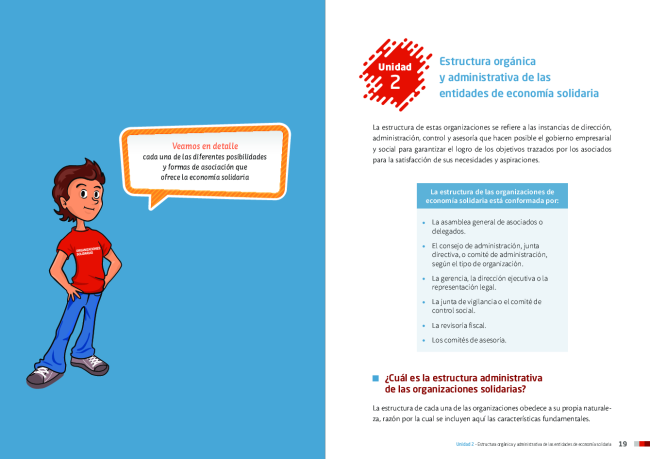 Veamos en detalle
cada una de las diferentes posibilidades
y formas de asociación que
ofrece la economía solidaria
ORGANIZACIONES
SOLIDARIAS
Unidad
2
Estructura orgánica
y administrativa de las
entidades de economía solidaria
La estructura de estas organizaciones se refiere a las instancias de dirección,
administración, control y asesoría que hacen posible el gobierno empresarial
y social para garantizar el logro de los objetivos trazados por los asociados
para la satisfacción de sus necesidades y aspiraciones.
La estructura de las organizaciones de
economía solidaria está conformada por:
• La asamblea general de asociados o
delegados.
• El consejo de administración, junta
directiva, o comité de administración,
según el tipo de organización.
• La gerencia, la dirección ejecutiva o la
representación legal.
• La junta de vigilancia o el comité de
control social.
• La revisoría fiscal.
• Los comités de asesoría.
¿Cuál es la estructura administrativa
de las organizaciones solidarias?
La estructura de cada una de las organizaciones obedece a su propia naturale-
za, razón por la cual se incluyen aquí las características fundamentales.
Unidad 2 - Estructura orgánica y administrativa de las entidades de economía solidaria 19